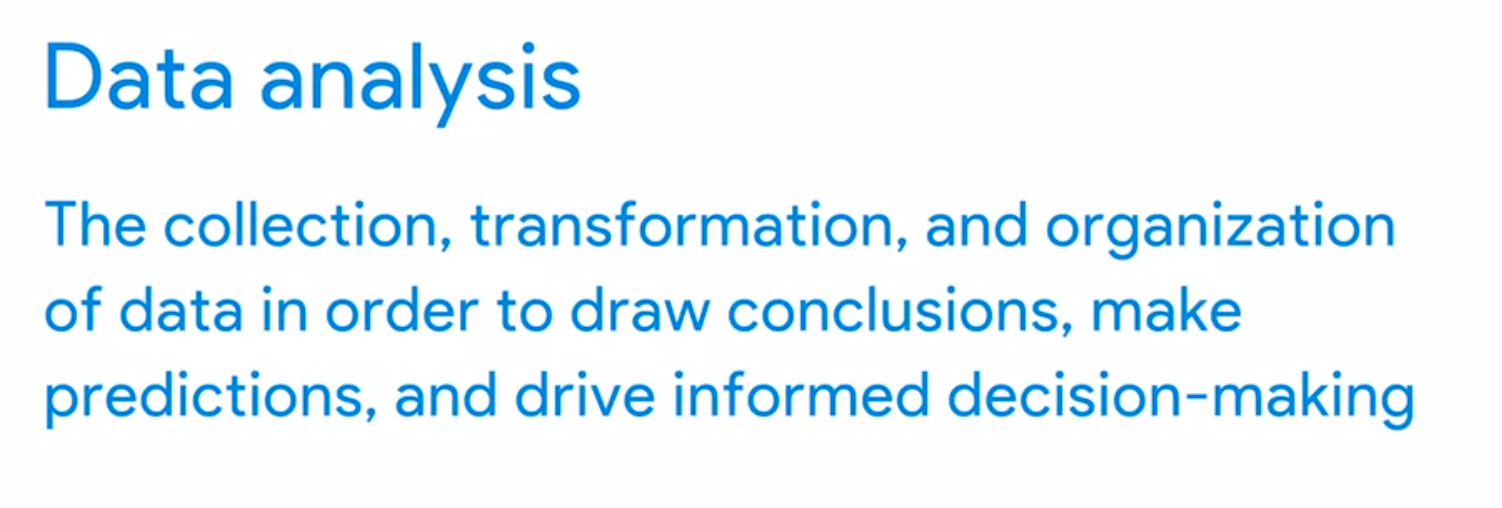 Data analysis
The collection, transformation, and organization
of data in order to draw conclusions, make
predictions, and drive informed decision-making